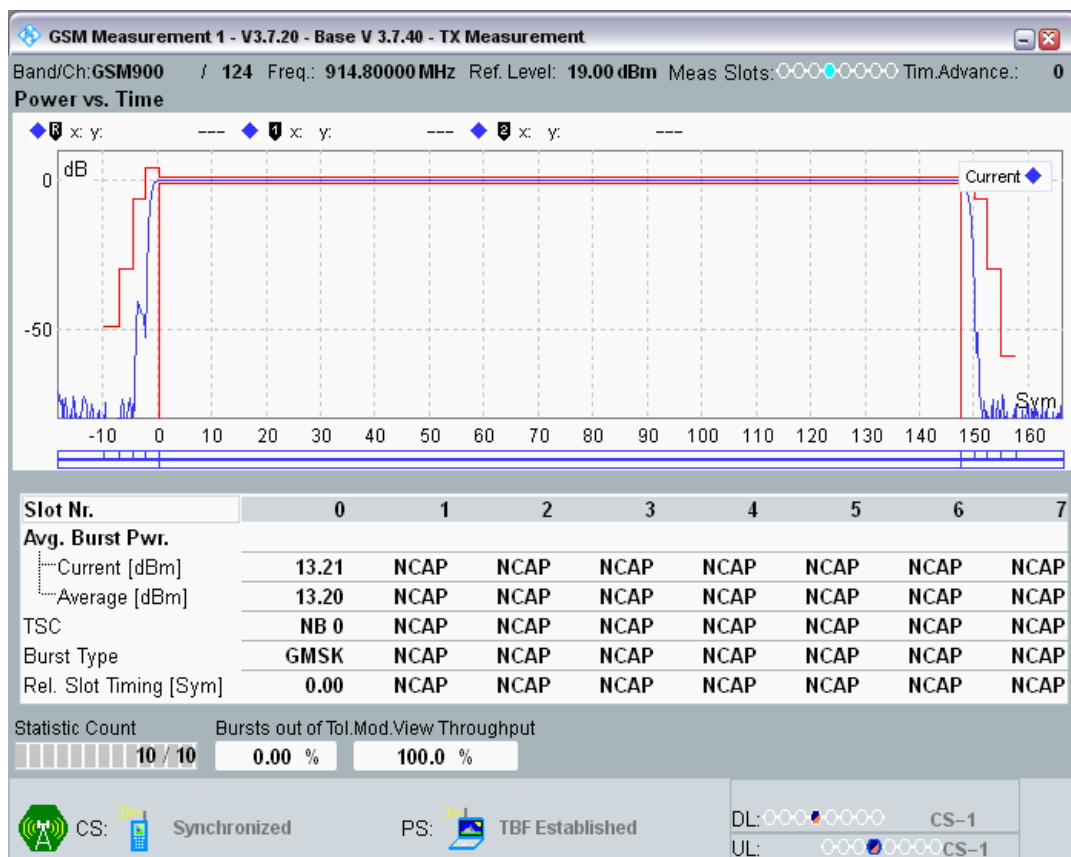 GSM Measurement 1 - V3.7.20 - Base V 3.7.40 - TX Measurement
Band/Ch:GSM900 / 124 Freq.: 914.80000 MHz Ref. Level: 19.00 dBm Meas Slots: Tim.Advance.: 0
Power vs. Time
R x: y: --- 1 x: y: --- 2 x: y: ---
dB
Current
0
-50
Sym
-10 0 10 20 30 40 50 60 70 80 90 100 110 120 130 140 150 160
Slot Nr. 0 1 2 3 4 5 6 7
Avg. Burst Pwr.
Current [dBm] 13.21 NCAP NCAP NCAP NCAP NCAP NCAP NCAP
Average [dBm] 13.20 NCAP NCAP NCAP NCAP NCAP NCAP NCAP
TSC NB 0 NCAP NCAP NCAP NCAP NCAP NCAP NCAP
Burst Type GMSK NCAP NCAP NCAP NCAP NCAP NCAP NCAP
Rel. Slot Timing [Sym] 0.00 NCAP NCAP NCAP NCAP NCAP NCAP NCAP
Statistic Count Bursts out of Tol.Mod.View Throughput
10 / 10 0.00 % 100.0 %
CS: Synchronized PS: TBF Established DL: CS-1
UL: CS-1